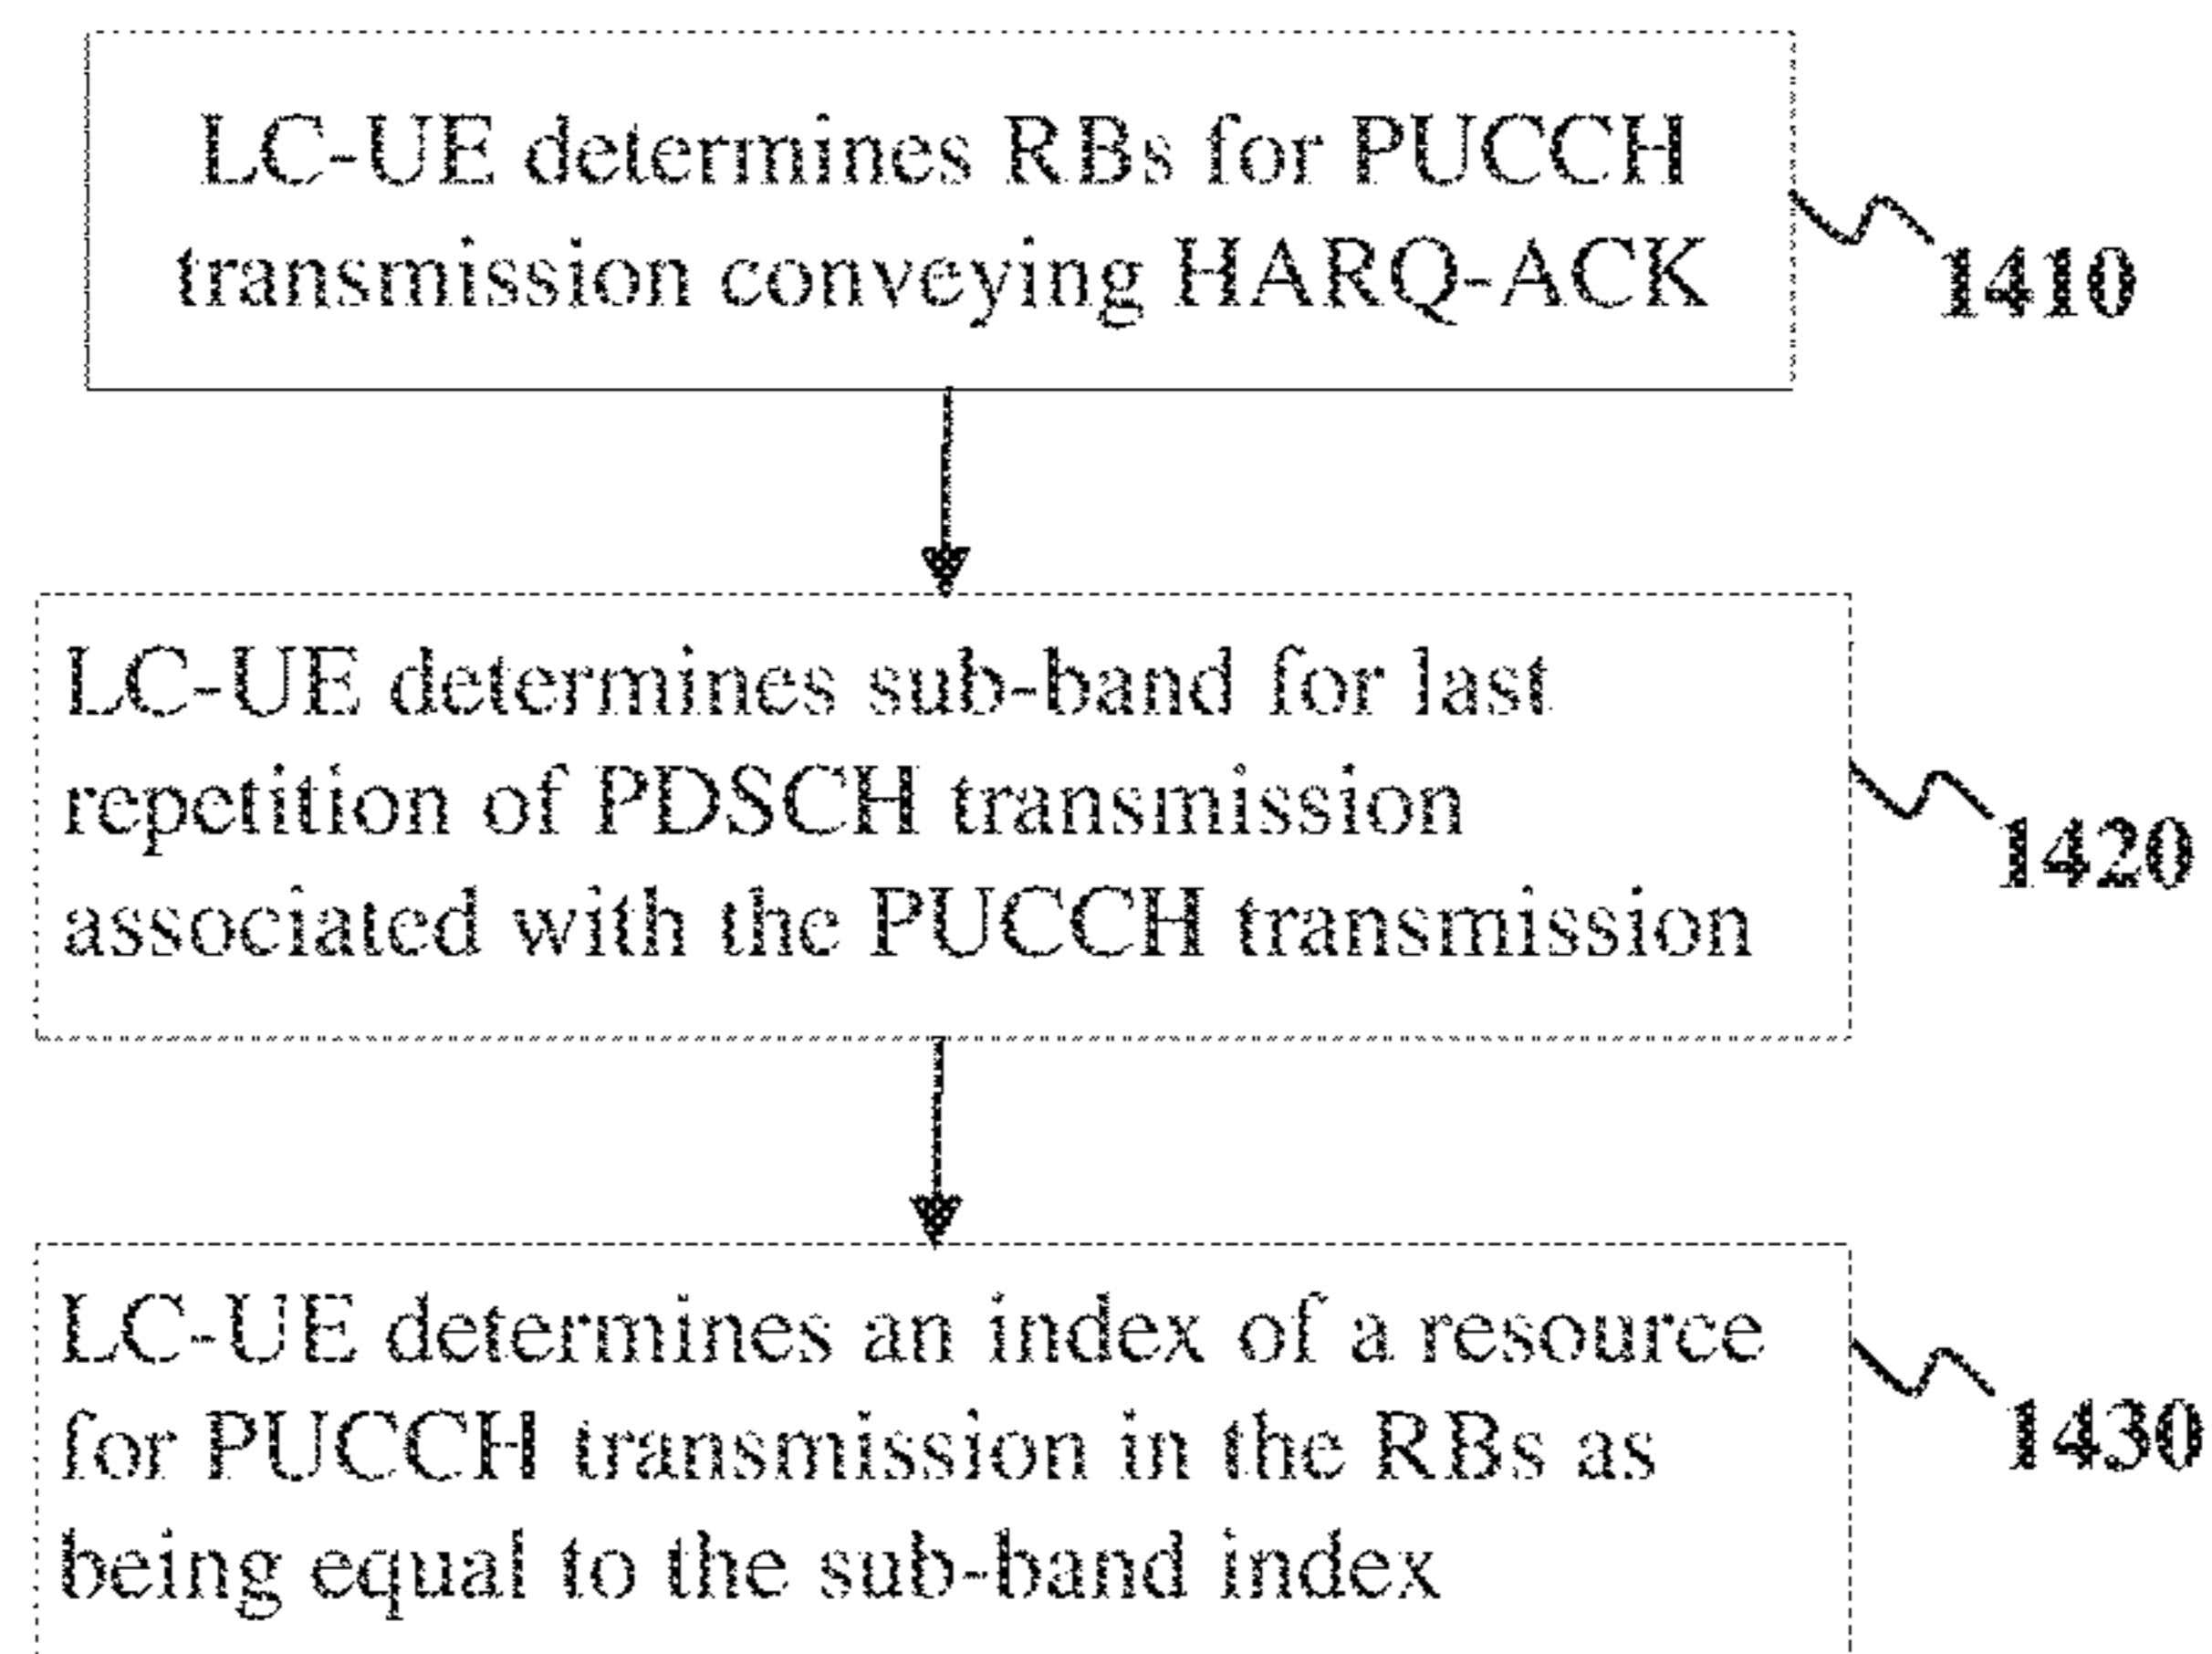 LC-UE determines RBs for PUCCH
transmission conveying HARQ-ACK
1410
LC-UE determines sub-band for last
repetition of PDSCH transmission
associated with the PUCCH transmission
1420
LC-UE determines an index of a resource
for PUCCH transmission in the RBs as
being equal to the sub-band index
1430